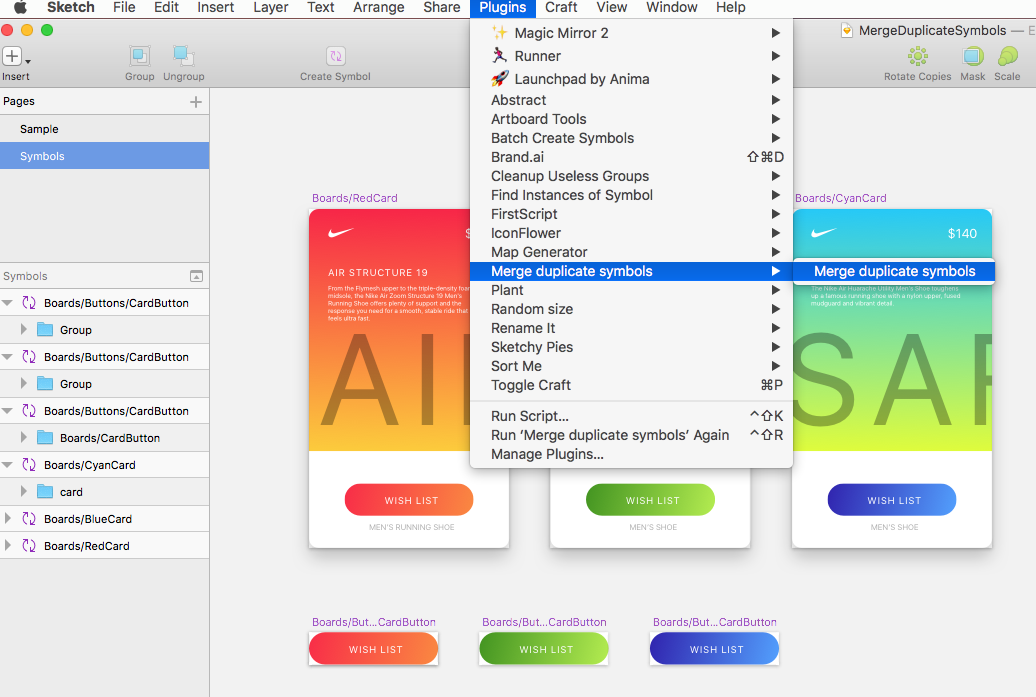 Sketch File Edit Insert Layer Text Arrange Share Plugins Craft View Window Help
MergeDuplicateSymbols — E
Insert
Group
Ungroup
Create Symbol
Rotate Copies
Mask
Scale
Pages
Sample
Symbols
Symbols
Boards/Buttons/CardButton
Group
Boards/Buttons/CardButton
Group
Boards/Buttons/CardButton
Boards/CardButton
Boards/CyanCard
card
Boards/BlueCard
Boards/RedCard
✨ Magic Mirror 2
Runner
🚀 Launchpad by Anima
Abstract
Artboard Tools
Batch Create Symbols
Brand.ai ⇧⌘D
Cleanup Useless Groups
Find Instances of Symbol
FirstScript
IconFlower
Map Generator
Merge duplicate symbols
Merge duplicate symbols
Plant
Random size
Rename It
Sketchy Pies
Sort Me
Toggle Craft ⌘P
Run Script... ^⇧K
Run ‘Merge duplicate symbols’ Again ^⇧R
Manage Plugins...
Boards/RedCard
$
AIR STRUCTURE 19
From the Flymesh upper to the triple-density foam
midsole, the Nike Air Zoom Structure 19 Men's
Running Shoe offers plenty of support and the
response you need for a smooth, stable ride that
feels ultra fast.
AI
WISH LIST
MEN'S RUNNING SHOE
WISH LIST
MEN'S SHOE
Boards/CyanCard
$140
The Nike Air Huarache Utility Men's Shoe toughens
up a famous running shoe with a nylon upper, fused
mudguard and vibrant detail.
SAF
WISH LIST
MEN'S SHOE
Boards/But...CardButton
WISH LIST
Boards/But...CardButton
WISH LIST
Boards/But...CardButton
WISH LIST